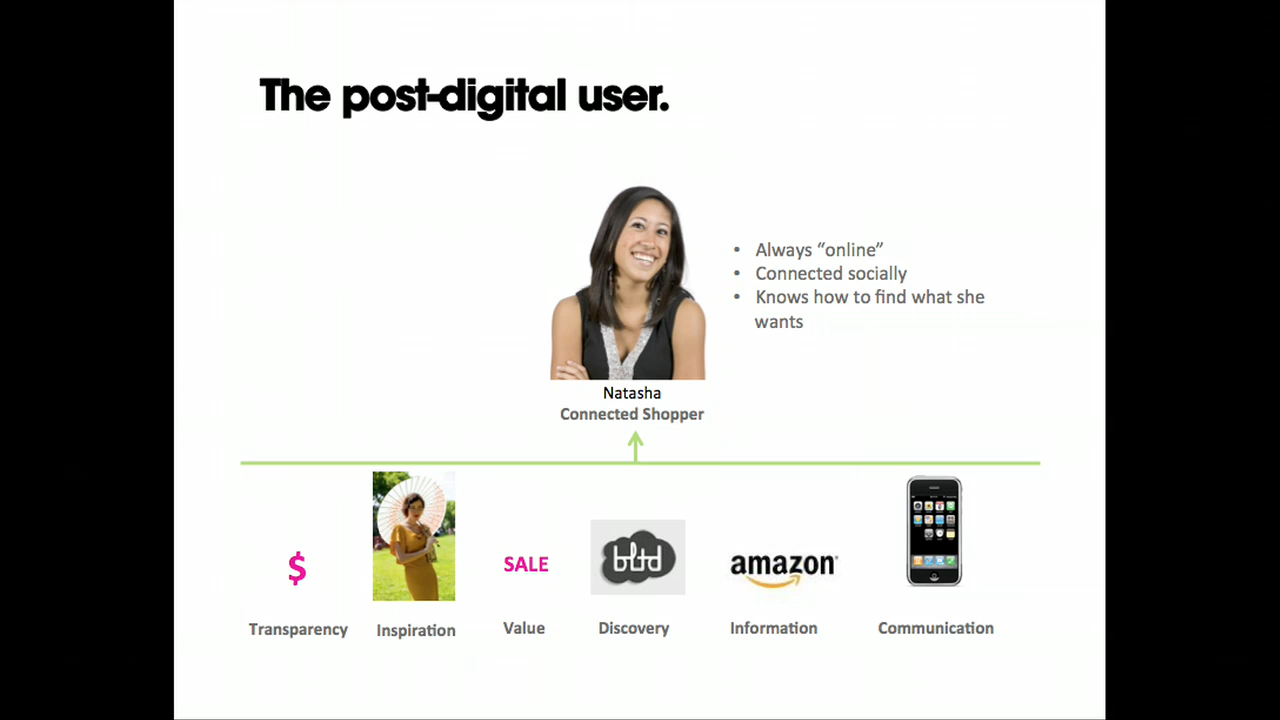 The post-digital user.
• Always “online”
• Connected socially
• Knows how to find what she
wants
Natasha
Connected Shopper
$
SALE
bltd
amazon
Transparency
Inspiration
Value
Discovery
Information
Communication